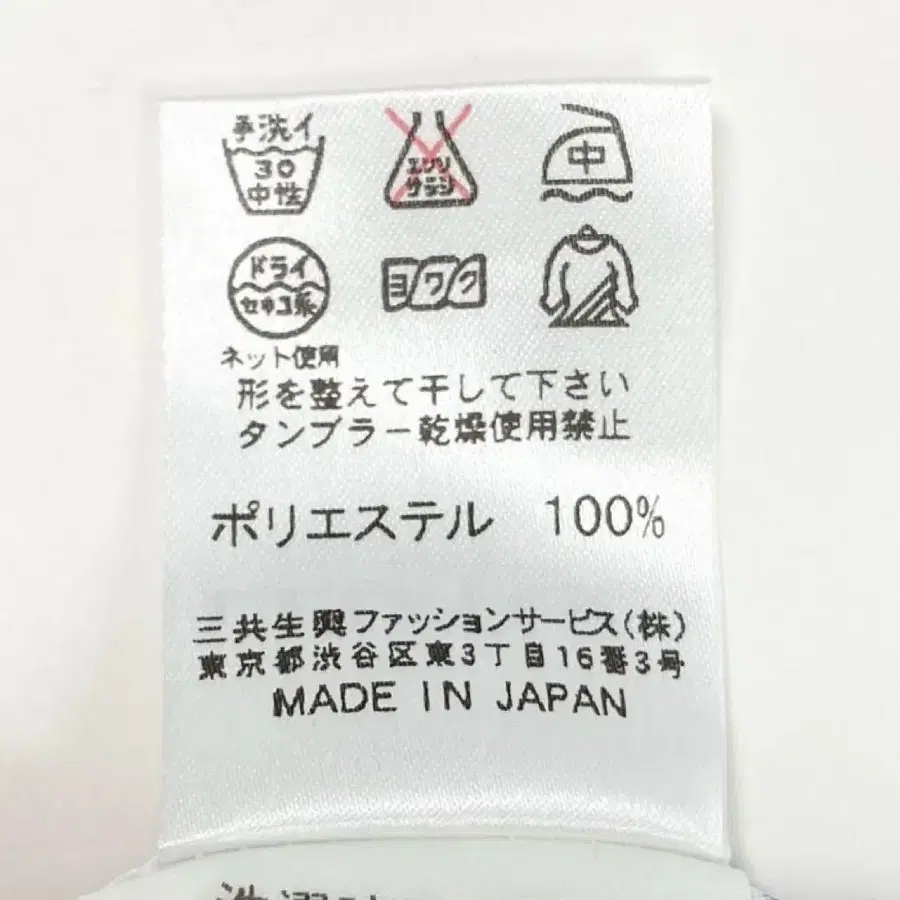 手洗イ
30
中性
エンソ
サラシ
中
ドライ
セキユ系
ヨワク
ネット使用
形を整えて干して下さい
タンブラー乾燥使用禁止
ポリエステル 100%
三共生興ファッションサービス(株)
東京都渋谷区東3丁目16番3号
MADE IN JAPAN